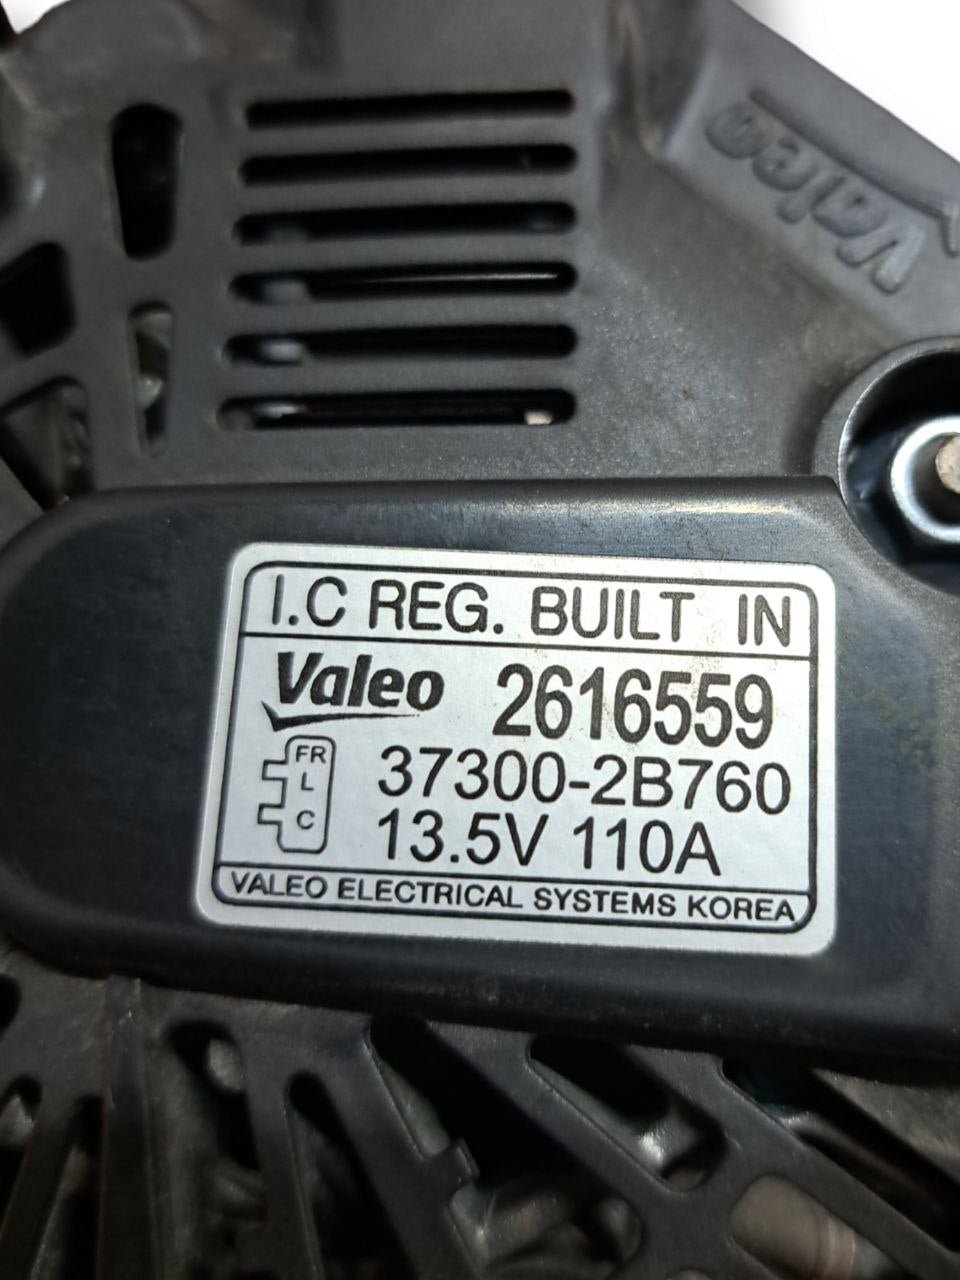 Valeo
I.C REG. BUILT IN
Valeo 2616559
FR
L
C
37300-2B760
13.5V 110A
VALEO ELECTRICAL SYSTEMS KOREA